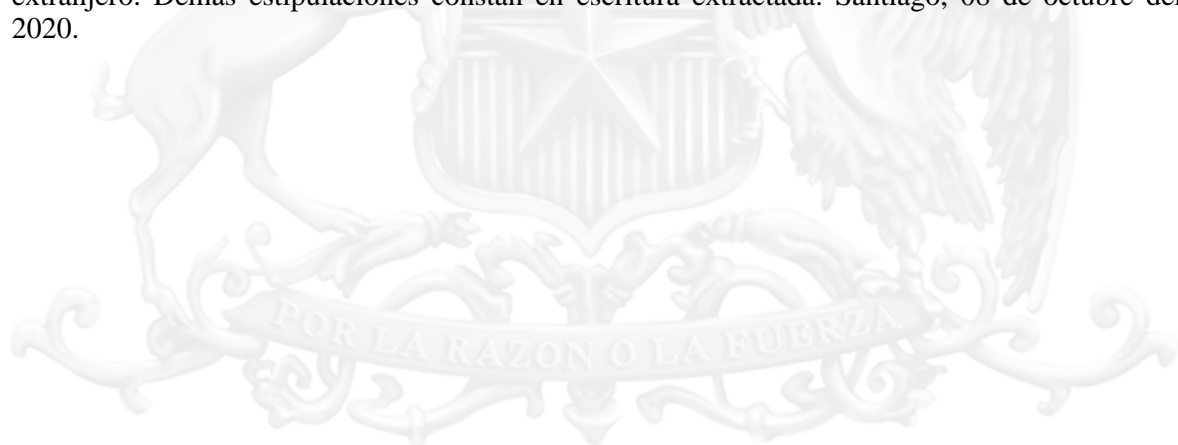 extranjero. Demás estipulaciones constan en escritura extractada. Santiago, 08 de octubre del
2020.
POR LA RAZON O LA FUERZA